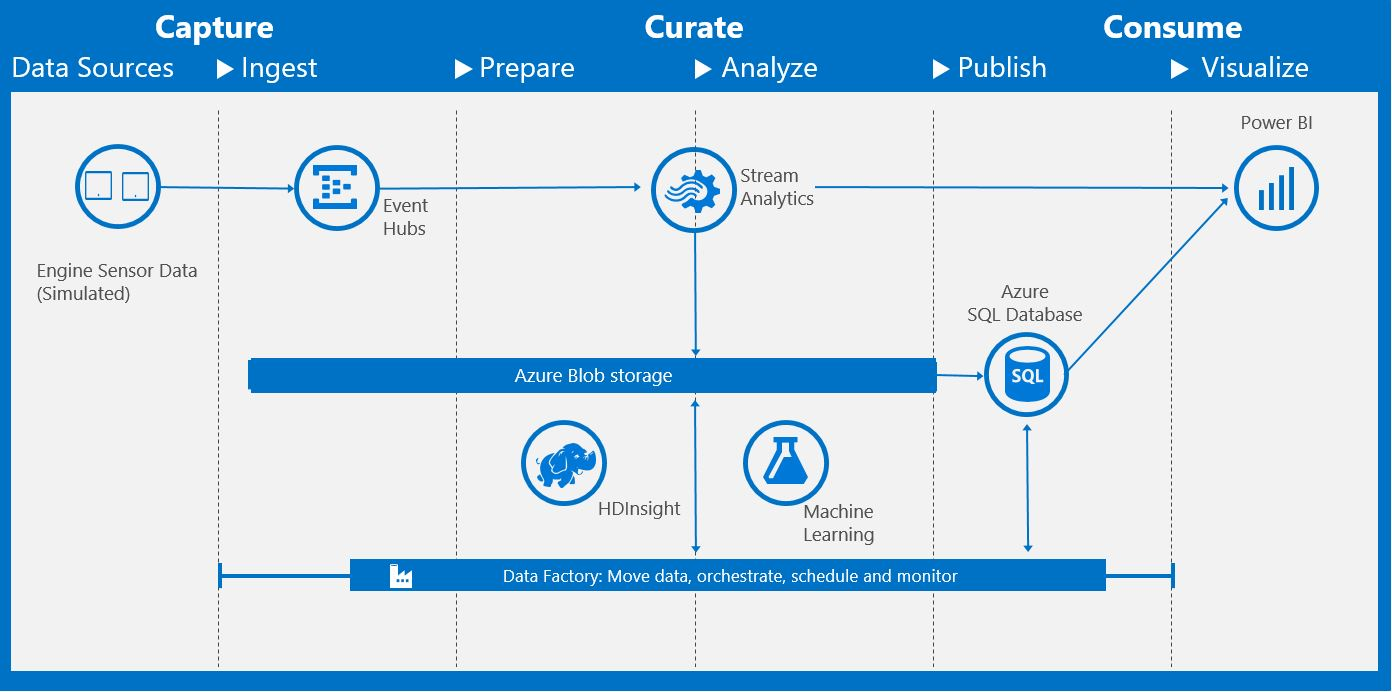 Capture
Curate
Consume
Data Sources
Ingest
Prepare
Analyze
Publish
Visualize
Power BI
Stream
Analytics
Event
Hubs
Engine Sensor Data
(Simulated)
Azure
SQL Database
Azure Blob storage
SQL
HDInsight
Machine
Learning
Data Factory: Move data, orchestrate, schedule and monitor